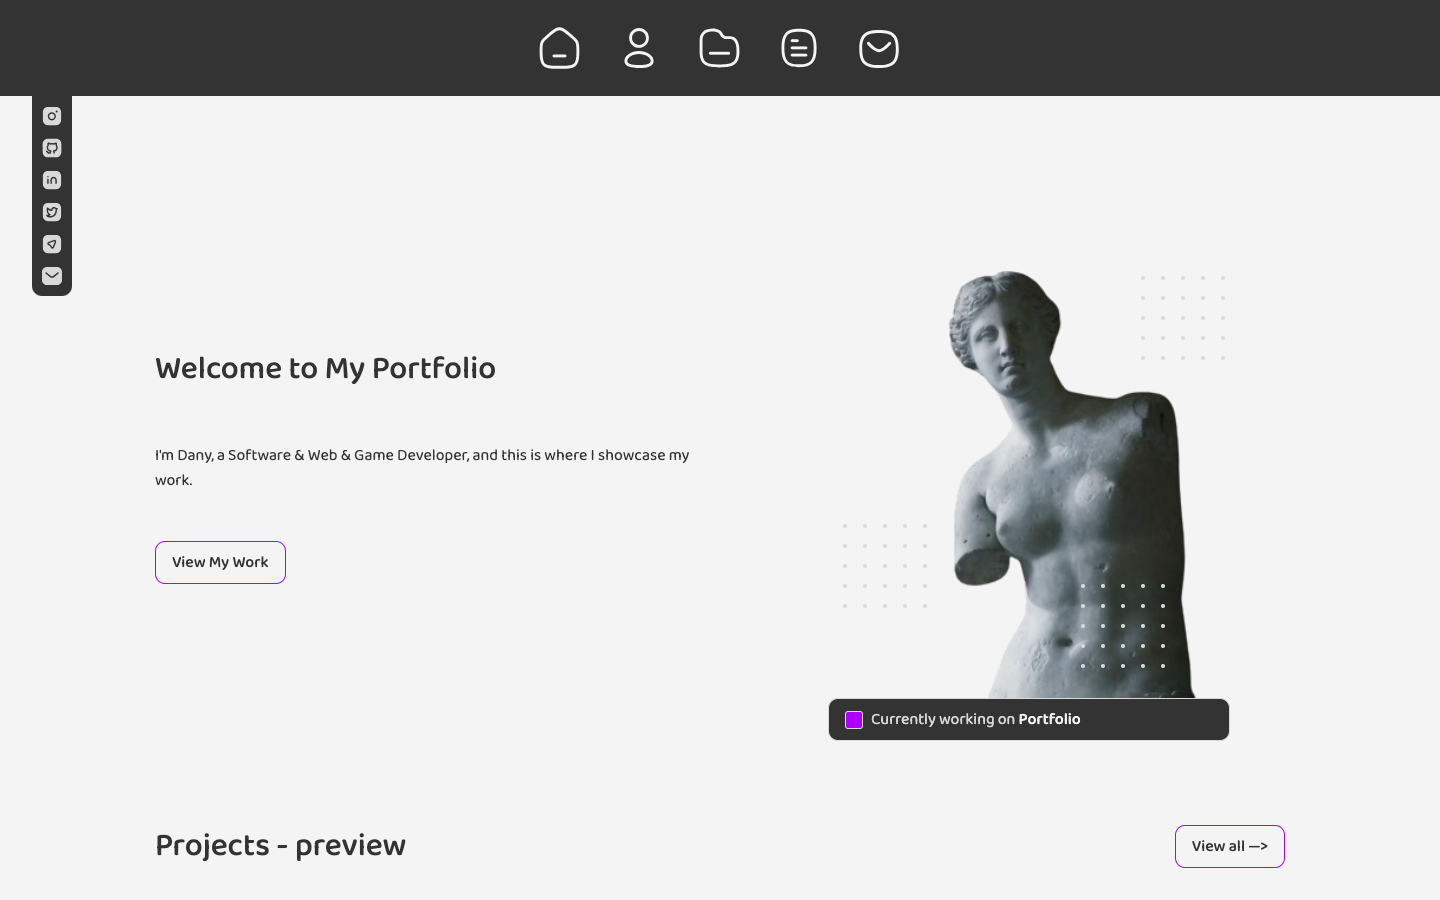 Welcome to My Portfolio
I'm Dany, a Software & Web & Game Developer, and this is where I showcase my
work.
View My Work
Currently working on Portfolio
Projects - preview
View all —>